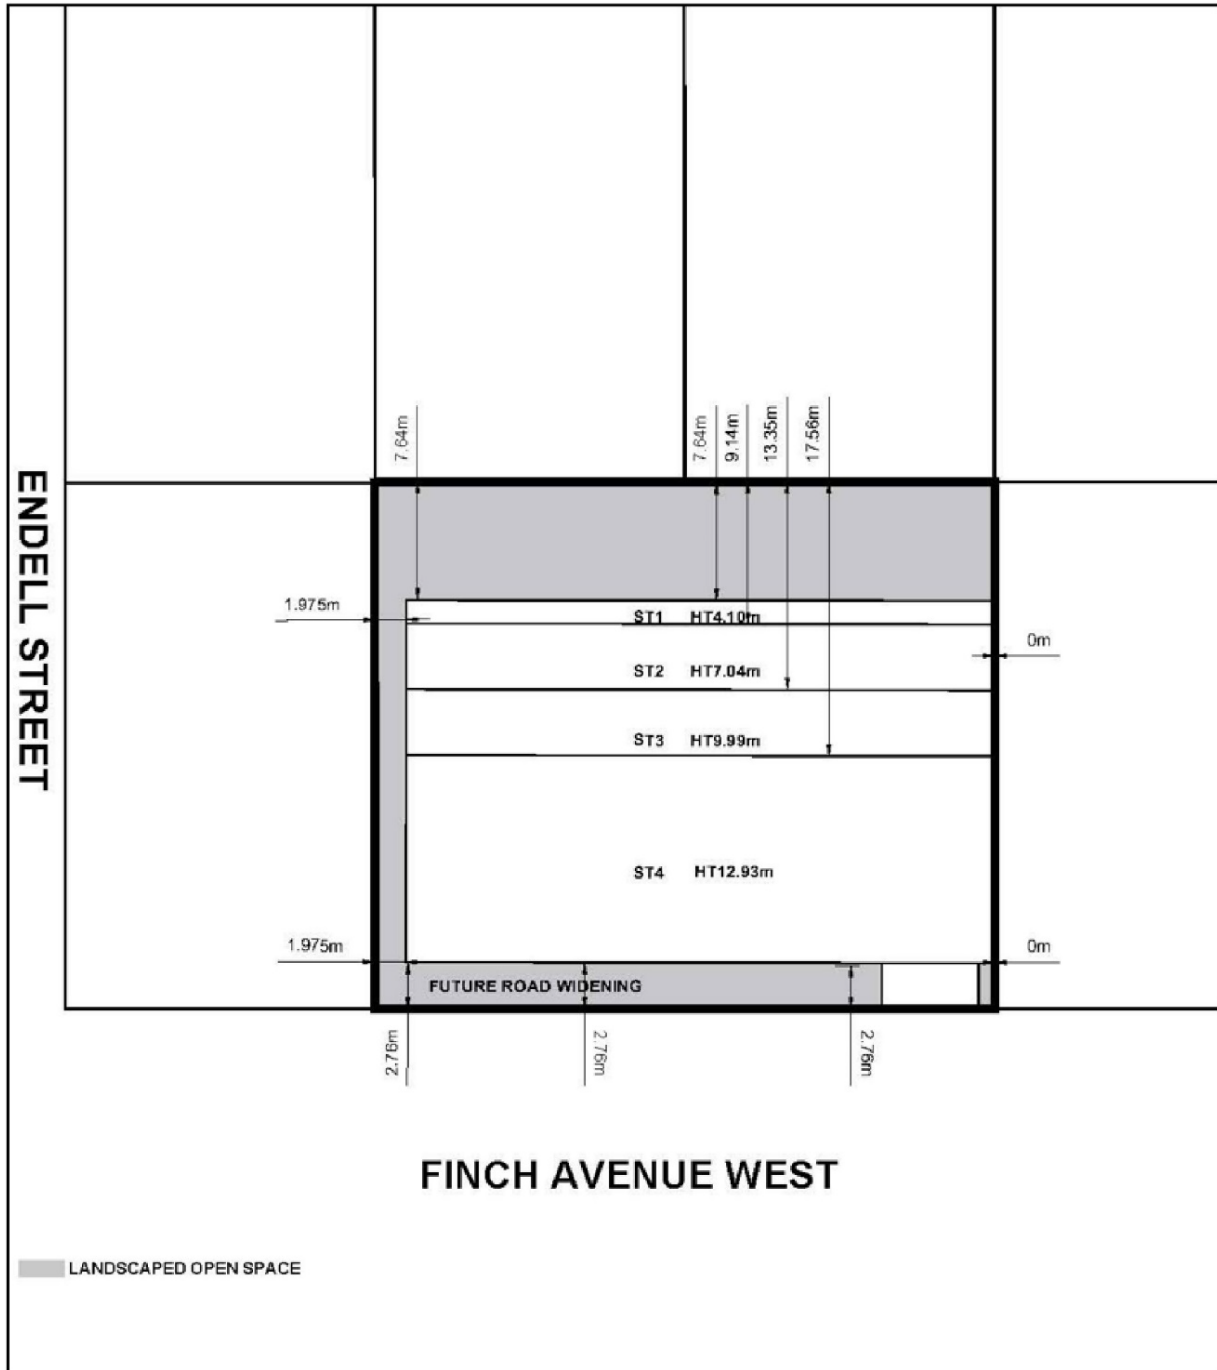 7.64m
7.64m
9.14m
13.35m
17.56m
ENDELL STREET
1.975m
ST1 HT4.10m
0m
ST2 HT7.04m
ST3 HT9.99m
ST4 HT12.93m
1.975m
0m
FUTURE ROAD WIDENING
2.76m
2.76m
2.76m
FINCH AVENUE WEST
LANDSCAPED OPEN SPACE